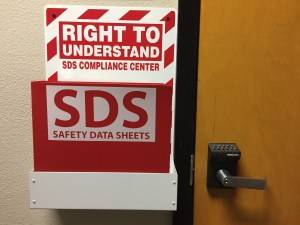 RIGHT TO
UNDERSTAND
SDS COMPLIANCE CENTER
SDS
SAFETY DATA SHEETS